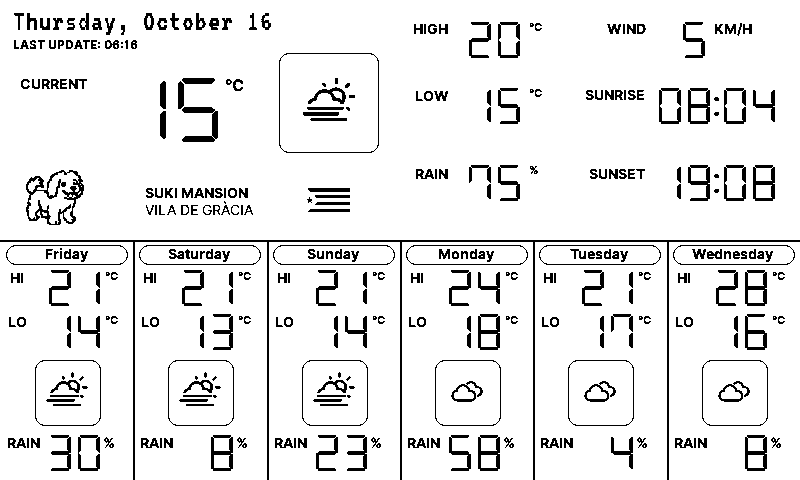 Thursday, October 16
LAST UPDATE: 06:16
CURRENT 15 °C
HIGH 20 °C
LOW 15 °C
RAIN 75 %
WIND 5 KM/H
SUNRISE 08:04
SUNSET 19:08
SUKI MANSION
VILA DE GRÀCIA
Friday
HI 21 °C
LO 14 °C
RAIN 30 %
Saturday
HI 21 °C
LO 13 °C
RAIN 8 %
Sunday
HI 21 °C
LO 14 °C
RAIN 23 %
Monday
HI 24 °C
LO 18 °C
RAIN 58 %
Tuesday
HI 21 °C
LO 17 °C
RAIN 4 %
Wednesday
HI 28 °C
LO 16 °C
RAIN 8 %